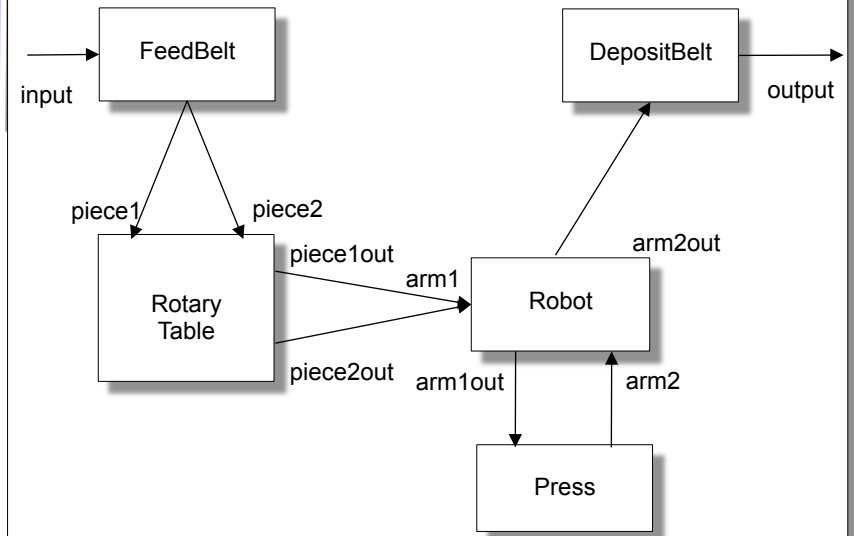 FeedBelt
DepositBelt
input
output
piece1
piece2
arm2out
piece1out
arm1
Rotary
Table
Robot
piece2out
arm1out
arm2
Press